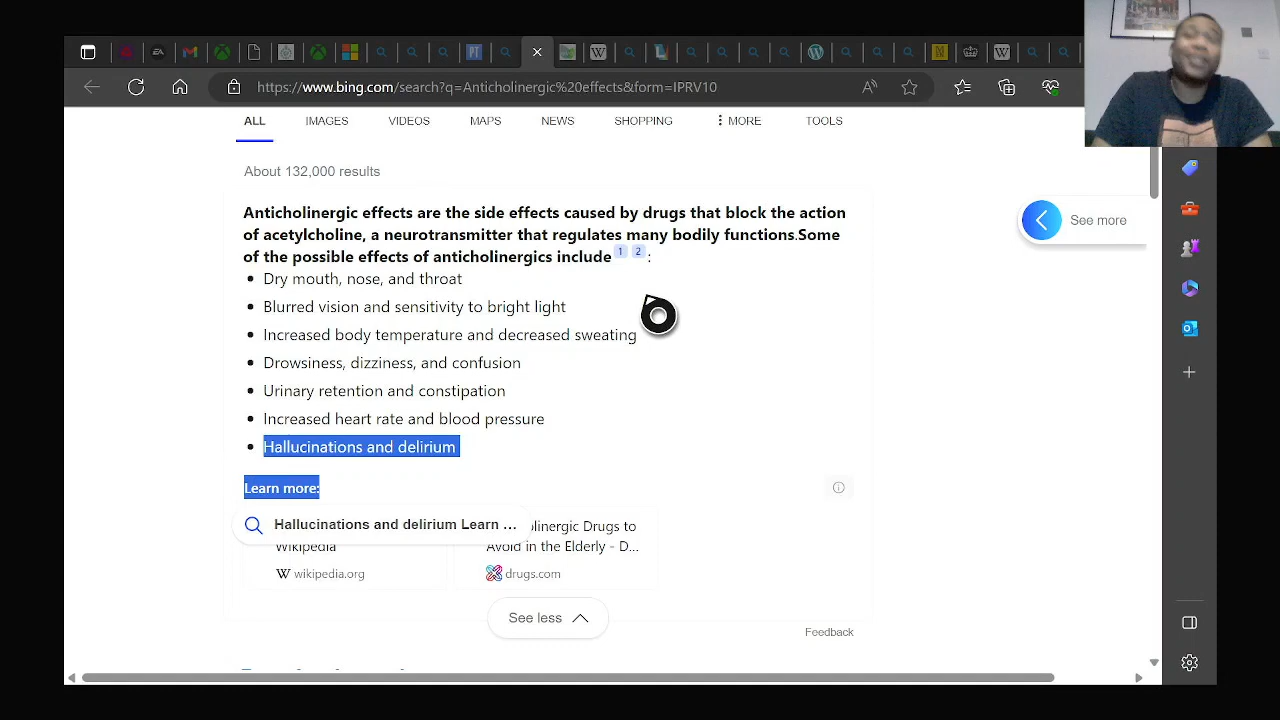 https://www.bing.com/search?q=Anticholinergic%20effects&form=IPRV10
ALL IMAGES VIDEOS MAPS NEWS SHOPPING MORE TOOLS
About 132,000 results
See more
Anticholinergic effects are the side effects caused by drugs that block the action
of acetylcholine, a neurotransmitter that regulates many bodily functions.Some
of the possible effects of anticholinergics include 1 2 :
Dry mouth, nose, and throat
Blurred vision and sensitivity to bright light
Increased body temperature and decreased sweating
Drowsiness, dizziness, and confusion
Urinary retention and constipation
Increased heart rate and blood pressure
Hallucinations and delirium
Learn more:
Hallucinations and delirium Learn ...
linergic Drugs to
Wikipedia
Avoid in the Elderly - D...
W wikipedia.org
drugs.com
See less
Feedback